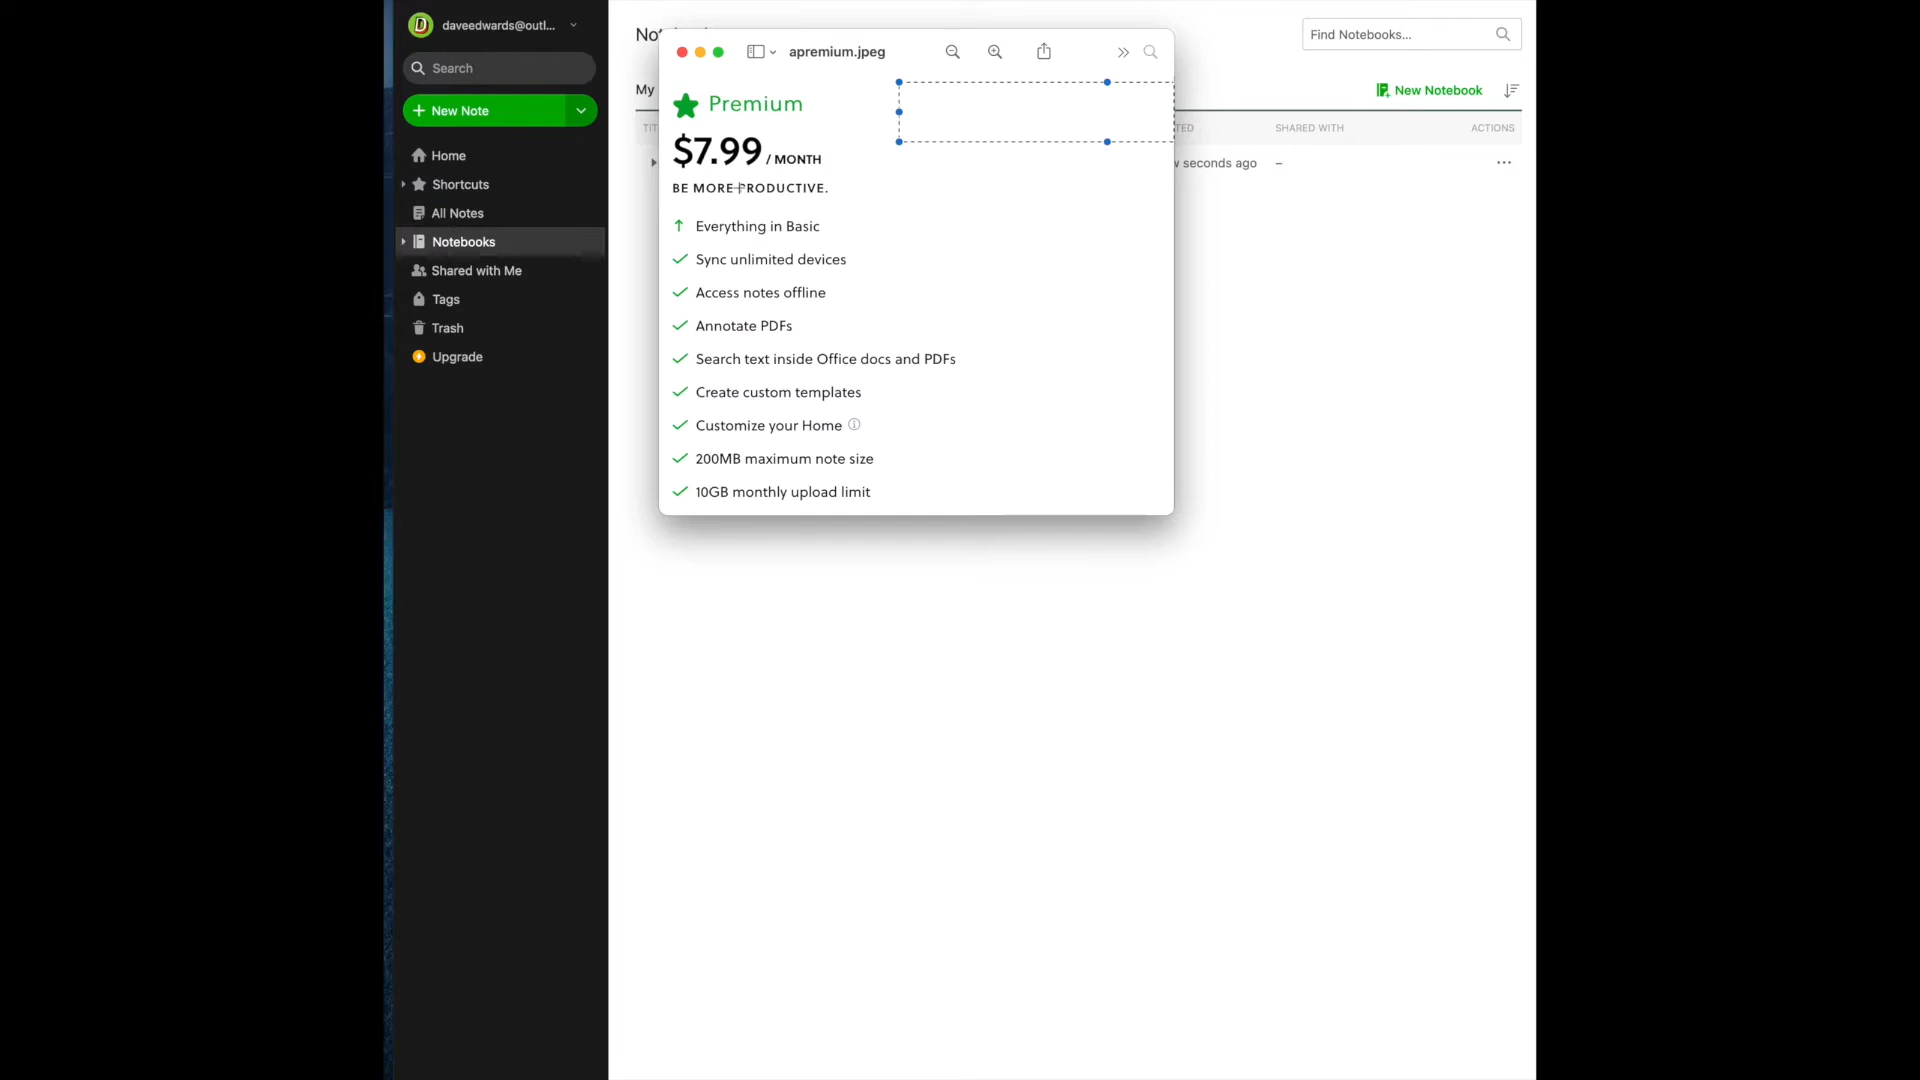 D daveedwards@outl...
Search
New Note
Home
Shortcuts
All Notes
Notebooks
Shared with Me
Tags
Trash
Upgrade
Find Notebooks...
My
New Notebook
SHARED WITH
ACTIONS
seconds ago
–
apremium.jpeg
Premium
$7.99 / MONTH
BE MORE PRODUCTIVE.
Everything in Basic
Sync unlimited devices
Access notes offline
Annotate PDFs
Search text inside Office docs and PDFs
Create custom templates
Customize your Home
200MB maximum note size
10GB monthly upload limit